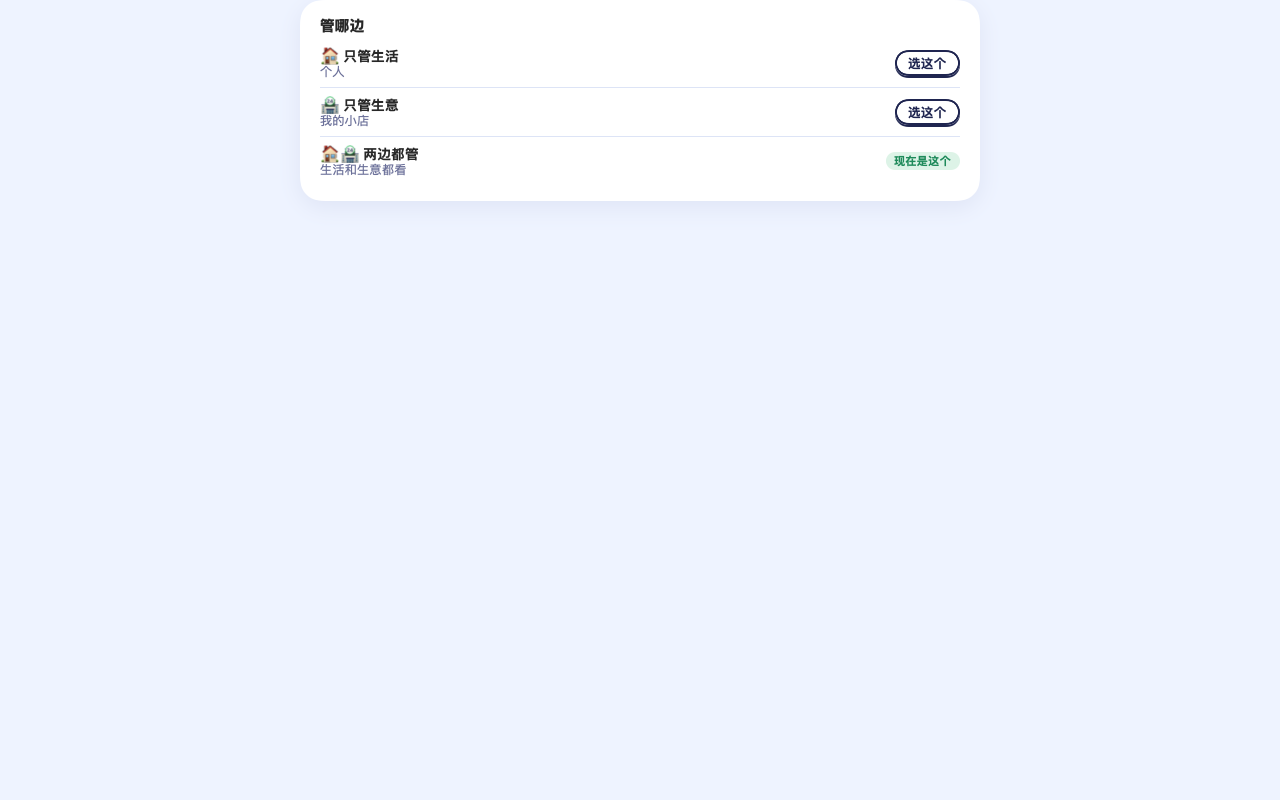 管哪边
🏠 只管生活
个人
选这个
🏪 只管生意
我的小店
选这个
🏠🏪 两边都管
生活和生意都看
现在是这个